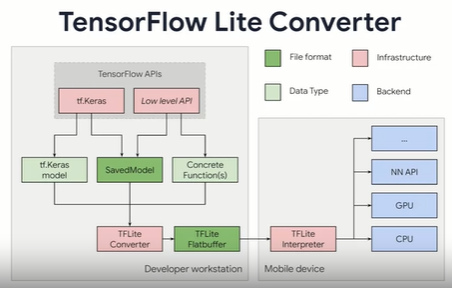 TensorFlow Lite Converter
TensorFlow APIs
tf.Keras
Low level API
tf.Keras
model
SavedModel
Concrete
Function(s)
TFLite
Converter
TFLite
Flatbuffer
Developer workstation
File format
Infrastructure
Data Type
Backend
...
NN API
GPU
CPU
TFLite
Interpreter
Mobile device